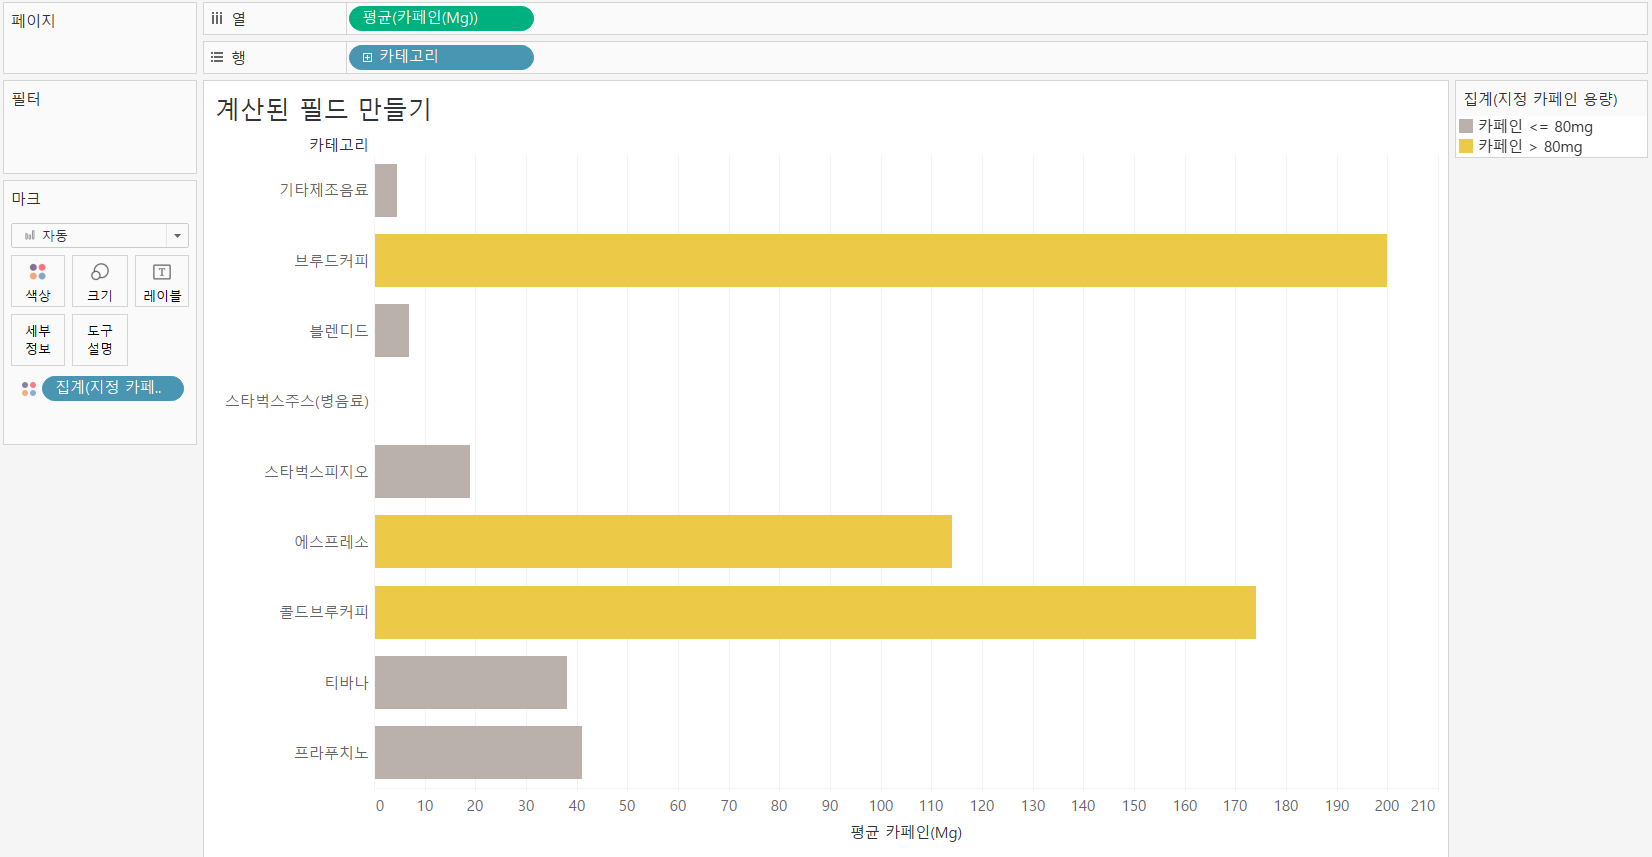 페이지
열
평균(카페인(Mg))
행
카테고리
필터
마크
자동
색상
크기
T
레이블
세부
정보
도구
설명
집계(지정 카페..
계산된 필드 만들기
카테고리
기타제조음료
브루드커피
블렌디드
스타벅스주스(병음료)
스타벅스피지오
에스프레소
콜드브루커피
티바나
프라푸치노
0 10 20 30 40 50 60 70 80 90 100 110 120 130 140 150 160 170 180 190 200 210
평균 카페인(Mg)
집계(지정 카페인 용량)
카페인 <= 80mg
카페인 > 80mg